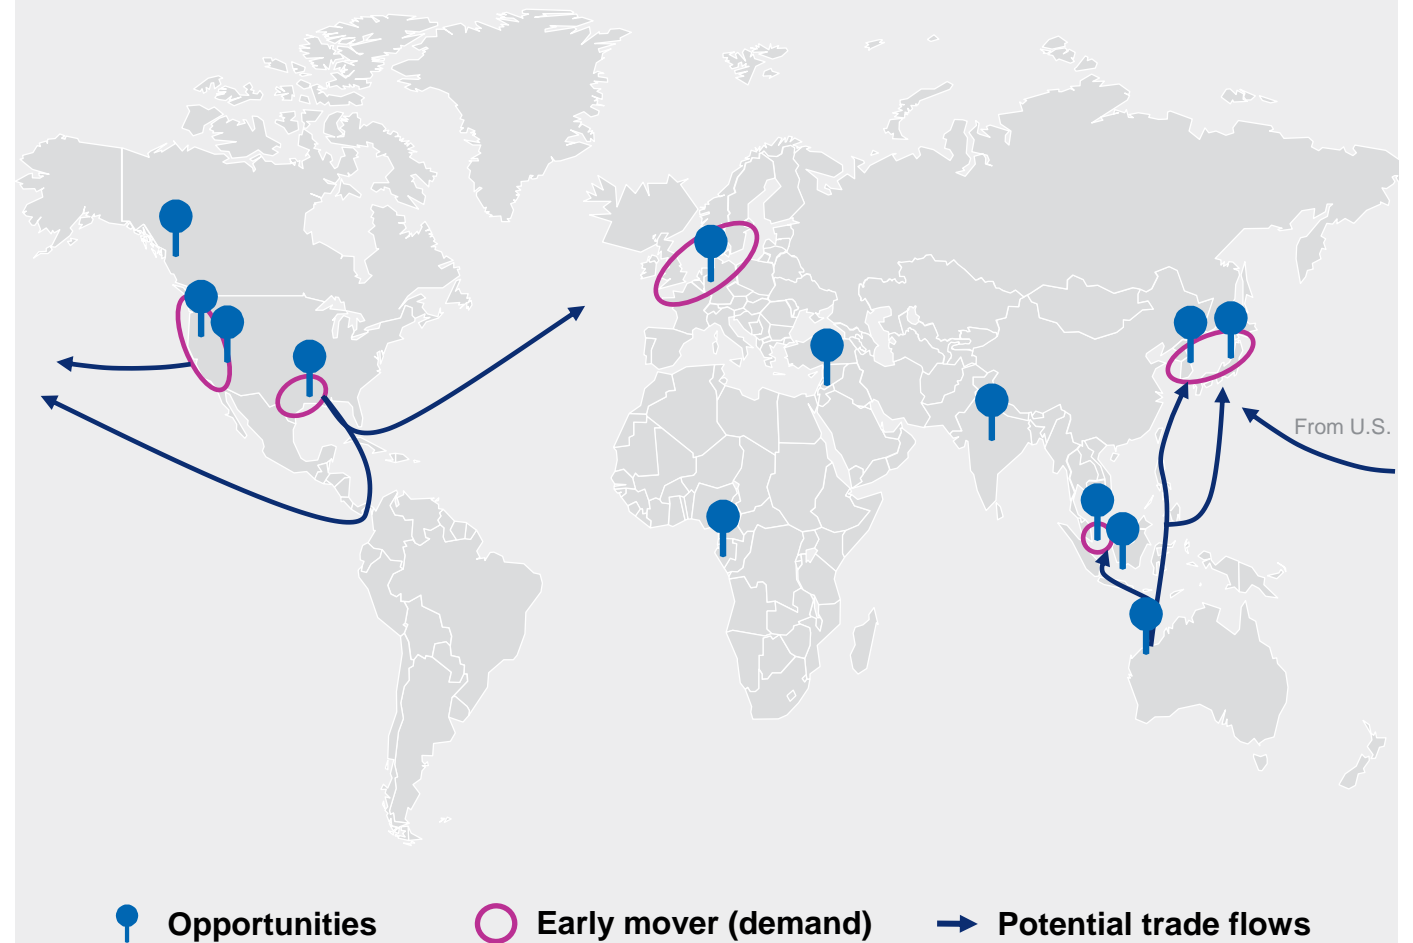 From U.S.
Opportunities
Early mover (demand)
Potential trade flows